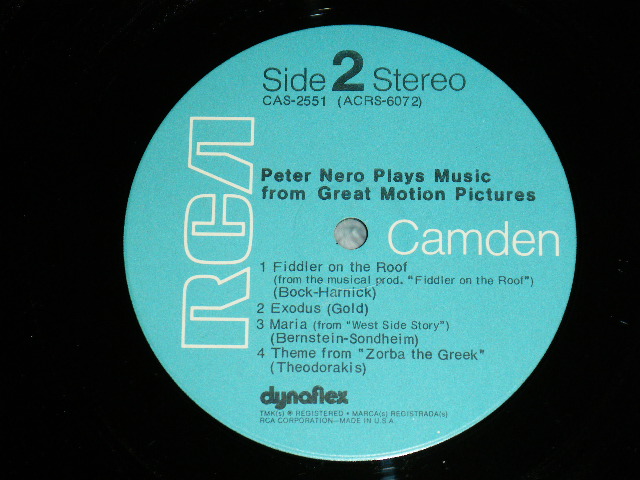 Side 2 Stereo
CAS-2551 (ACRS-6072)
RCA
Peter Nero Plays Music
from Great Motion Pictures
Camden
1 Fiddler on the Roof
(from the musical prod. "Fiddler on the Roof")
(Bock-Harnick)
2 Exodus (Gold)
3 Maria (from "West Side Story")
(Bernstein-Sondheim)
4 Theme from "Zorba the Greek"
(Theodorakis)
dynaflex
TMK(s) ® REGISTERED • MARCA(s) REGISTRADA(s)
RCA CORPORATION—MADE IN U.S.A.